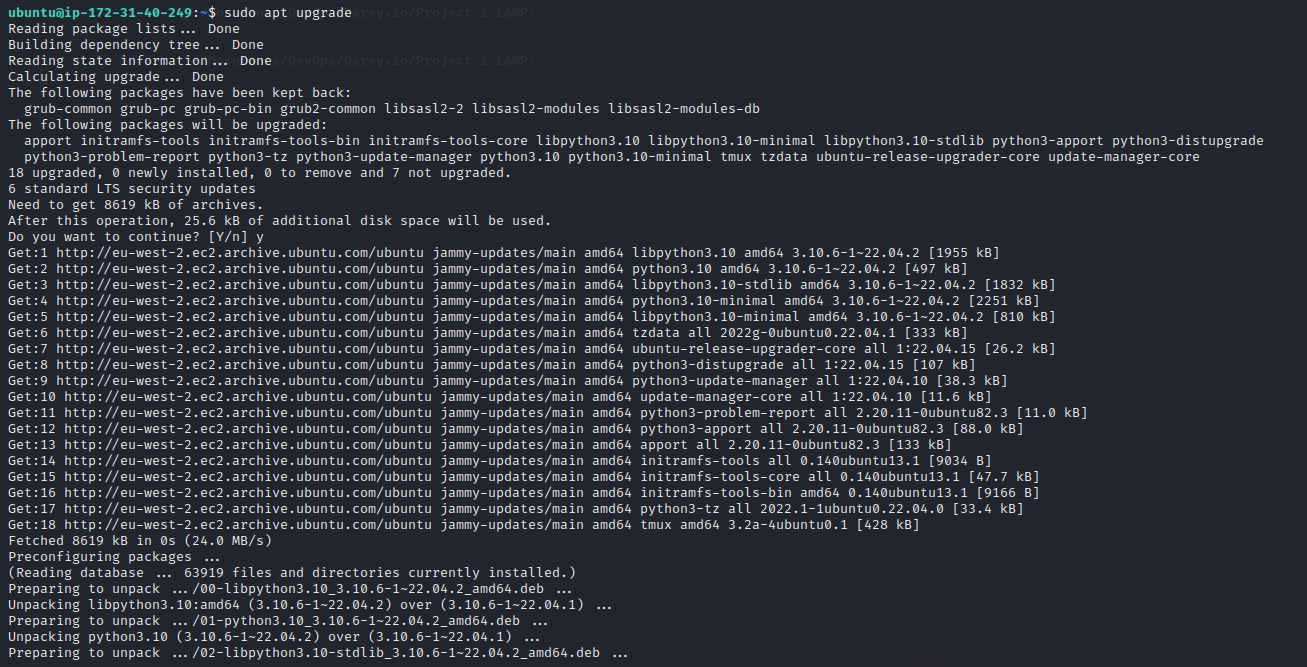 ubuntu@ip-172-31-40-249:~$ sudo apt upgrade
Reading package lists... Done
Building dependency tree... Done
Reading state information... Done
Calculating upgrade... Done
The following packages have been kept back:
  grub-common grub-pc grub-pc-bin grub2-common libsasl2-2 libsasl2-modules libsasl2-modules-db
The following packages will be upgraded:
  apport initramfs-tools initramfs-tools-bin initramfs-tools-core libpython3.10 libpython3.10-minimal libpython3.10-stdlib python3-apport python3-distupgrade
  python3-problem-report python3-tz python3-update-manager python3.10 python3.10-minimal tmux tzdata ubuntu-release-upgrader-core update-manager-core
18 upgraded, 0 newly installed, 0 to remove and 7 not upgraded.
6 standard LTS security updates
Need to get 8619 kB of archives.
After this operation, 25.6 kB of additional disk space will be used.
Do you want to continue? [Y/n] y
Get:1 http://eu-west-2.ec2.archive.ubuntu.com/ubuntu jammy-updates/main amd64 libpython3.10 amd64 3.10.6-1~22.04.2 [1955 kB]
Get:2 http://eu-west-2.ec2.archive.ubuntu.com/ubuntu jammy-updates/main amd64 python3.10 amd64 3.10.6-1~22.04.2 [497 kB]
Get:3 http://eu-west-2.ec2.archive.ubuntu.com/ubuntu jammy-updates/main amd64 libpython3.10-stdlib amd64 3.10.6-1~22.04.2 [1832 kB]
Get:4 http://eu-west-2.ec2.archive.ubuntu.com/ubuntu jammy-updates/main amd64 python3.10-minimal amd64 3.10.6-1~22.04.2 [2251 kB]
Get:5 http://eu-west-2.ec2.archive.ubuntu.com/ubuntu jammy-updates/main amd64 libpython3.10-minimal amd64 3.10.6-1~22.04.2 [810 kB]
Get:6 http://eu-west-2.ec2.archive.ubuntu.com/ubuntu jammy-updates/main amd64 tzdata all 2022g-0ubuntu0.22.04.1 [333 kB]
Get:7 http://eu-west-2.ec2.archive.ubuntu.com/ubuntu jammy-updates/main amd64 ubuntu-release-upgrader-core all 1:22.04.15 [26.2 kB]
Get:8 http://eu-west-2.ec2.archive.ubuntu.com/ubuntu jammy-updates/main amd64 python3-distupgrade all 1:22.04.15 [107 kB]
Get:9 http://eu-west-2.ec2.archive.ubuntu.com/ubuntu jammy-updates/main amd64 python3-update-manager all 1:22.04.10 [38.3 kB]
Get:10 http://eu-west-2.ec2.archive.ubuntu.com/ubuntu jammy-updates/main amd64 update-manager-core all 1:22.04.10 [11.6 kB]
Get:11 http://eu-west-2.ec2.archive.ubuntu.com/ubuntu jammy-updates/main amd64 python3-problem-report all 2.20.11-0ubuntu82.3 [11.0 kB]
Get:12 http://eu-west-2.ec2.archive.ubuntu.com/ubuntu jammy-updates/main amd64 python3-apport all 2.20.11-0ubuntu82.3 [88.0 kB]
Get:13 http://eu-west-2.ec2.archive.ubuntu.com/ubuntu jammy-updates/main amd64 apport all 2.20.11-0ubuntu82.3 [133 kB]
Get:14 http://eu-west-2.ec2.archive.ubuntu.com/ubuntu jammy-updates/main amd64 initramfs-tools all 0.140ubuntu13.1 [9034 B]
Get:15 http://eu-west-2.ec2.archive.ubuntu.com/ubuntu jammy-updates/main amd64 initramfs-tools-core all 0.140ubuntu13.1 [47.7 kB]
Get:16 http://eu-west-2.ec2.archive.ubuntu.com/ubuntu jammy-updates/main amd64 initramfs-tools-bin amd64 0.140ubuntu13.1 [9166 B]
Get:17 http://eu-west-2.ec2.archive.ubuntu.com/ubuntu jammy-updates/main amd64 python3-tz all 2022.1-1ubuntu0.22.04.0 [33.4 kB]
Get:18 http://eu-west-2.ec2.archive.ubuntu.com/ubuntu jammy-updates/main amd64 tmux amd64 3.2a-4ubuntu0.1 [428 kB]
Fetched 8619 kB in 0s (24.0 MB/s)
Preconfiguring packages ...
(Reading database ... 63919 files and directories currently installed.)
Preparing to unpack .../00-libpython3.10_3.10.6-1~22.04.2_amd64.deb ...
Unpacking libpython3.10:amd64 (3.10.6-1~22.04.2) over (3.10.6-1~22.04.1) ...
Preparing to unpack .../01-python3.10_3.10.6-1~22.04.2_amd64.deb ...
Unpacking python3.10 (3.10.6-1~22.04.2) over (3.10.6-1~22.04.1) ...
Preparing to unpack .../02-libpython3.10-stdlib_3.10.6-1~22.04.2_amd64.deb ...